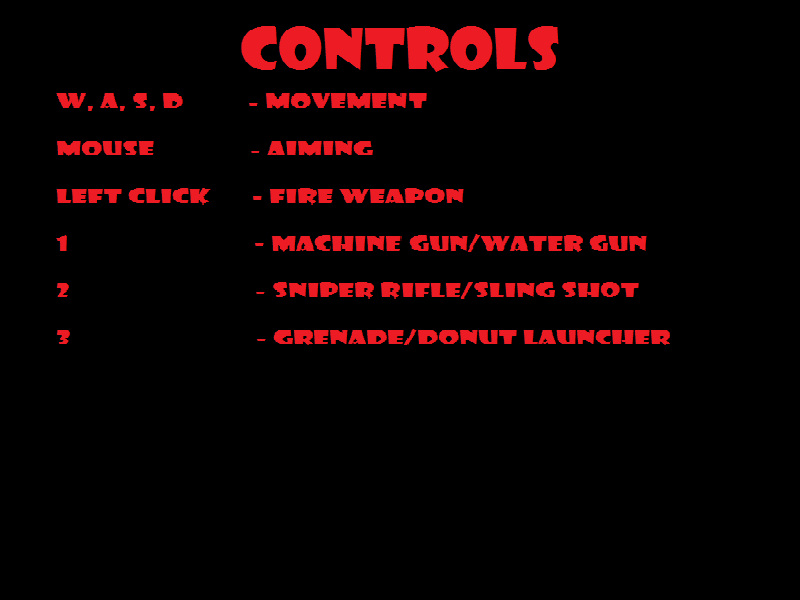 CONTROLS
W, A, S, D - MOVEMENT
MOUSE - AIMING
LEFT CLICK - FIRE WEAPON
1 - MACHINE GUN/WATER GUN
2 - SNIPER RIFLE/SLING SHOT
3 - GRENADE/DONUT LAUNCHER